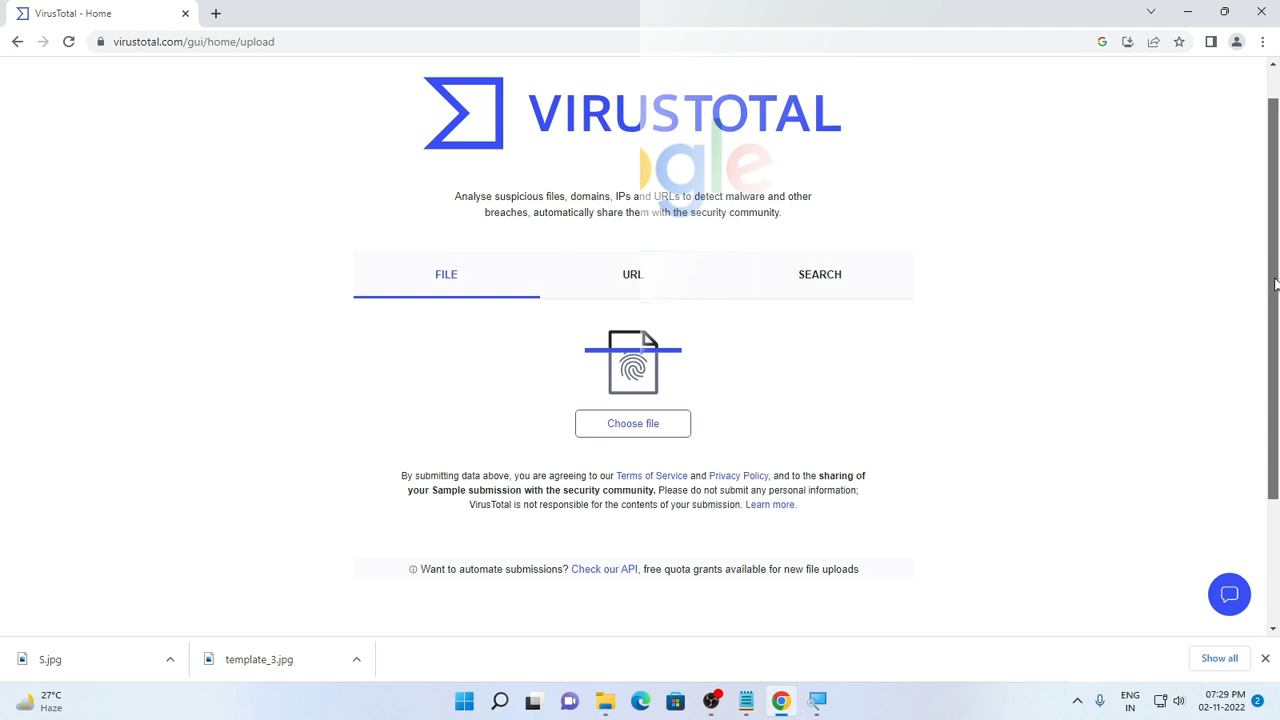 VirusTotal - Home
virustotal.com/gui/home/upload
VIRUSTOTAL
ogle
Analyse suspicious files, domains, IPs and URLs to detect malware and other
breaches, automatically share them with the security community.
FILE
URL
SEARCH
Choose file
By submitting data above, you are agreeing to our Terms of Service and Privacy Policy, and to the sharing of
your Sample submission with the security community. Please do not submit any personal information;
VirusTotal is not responsible for the contents of your submission. Learn more.
Want to automate submissions? Check our API, free quota grants available for new file uploads
S.jpg
template_3.jpg
Show all
27°C
Haze
ENG
IN
07:29 PM
02-11-2022
2